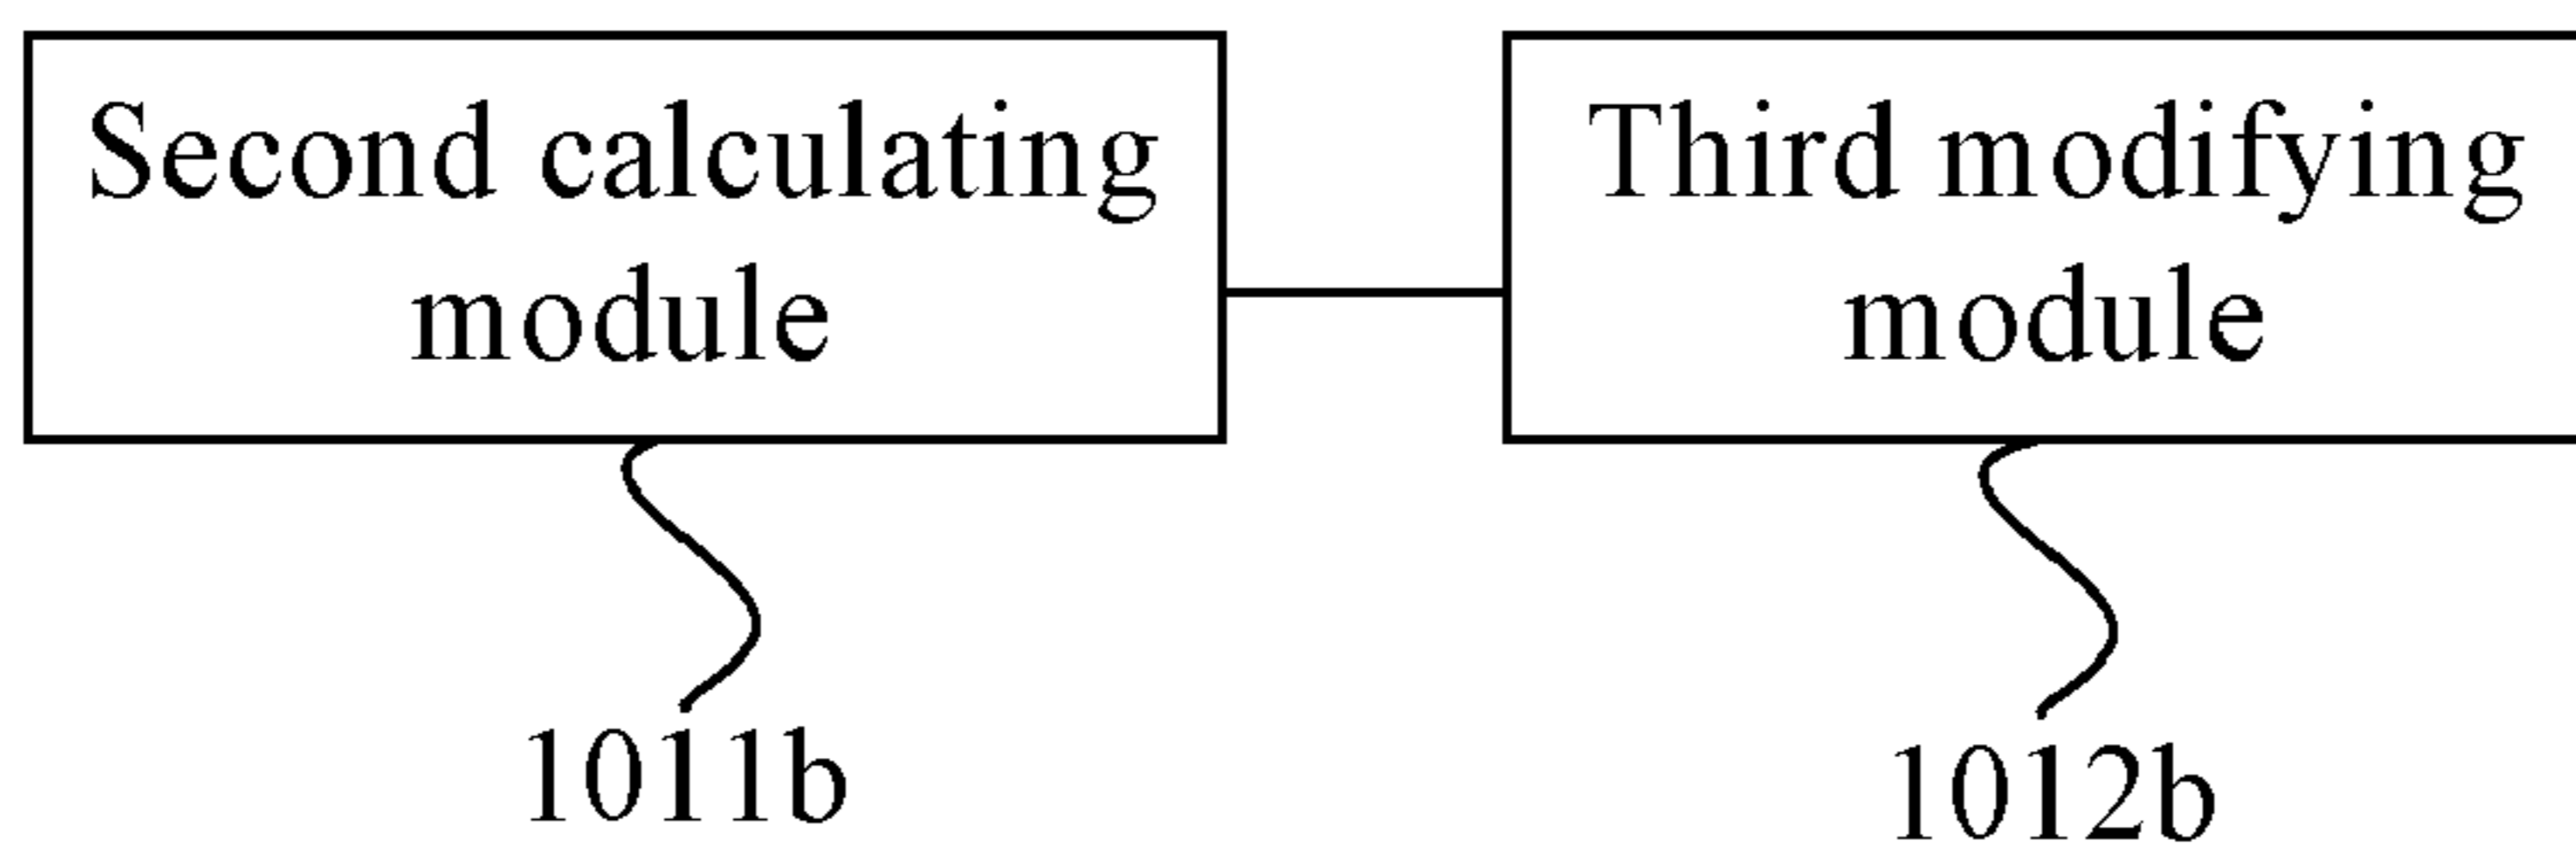 Second calculating
module
Third modifying
module
1011b
1012b